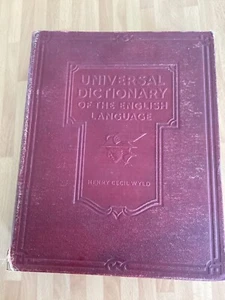 UNIVERSAL
DICTIONARY
OF THE ENGLISH
LANGUAGE
HENRY CECIL WYLD